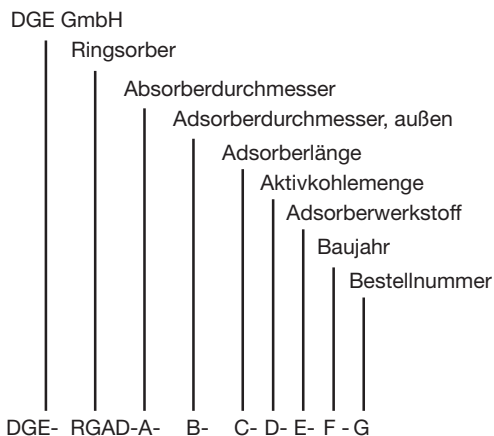 DGE GmbH
Ringsorber
Absorberdurchmesser
Adsorberdurchmesser, außen
Adsorberlänge
Aktivkohlemenge
Adsorberwerkstoff
Baujahr
Bestellnummer
DGE- RGAD-A- B- C- D- E- F - G